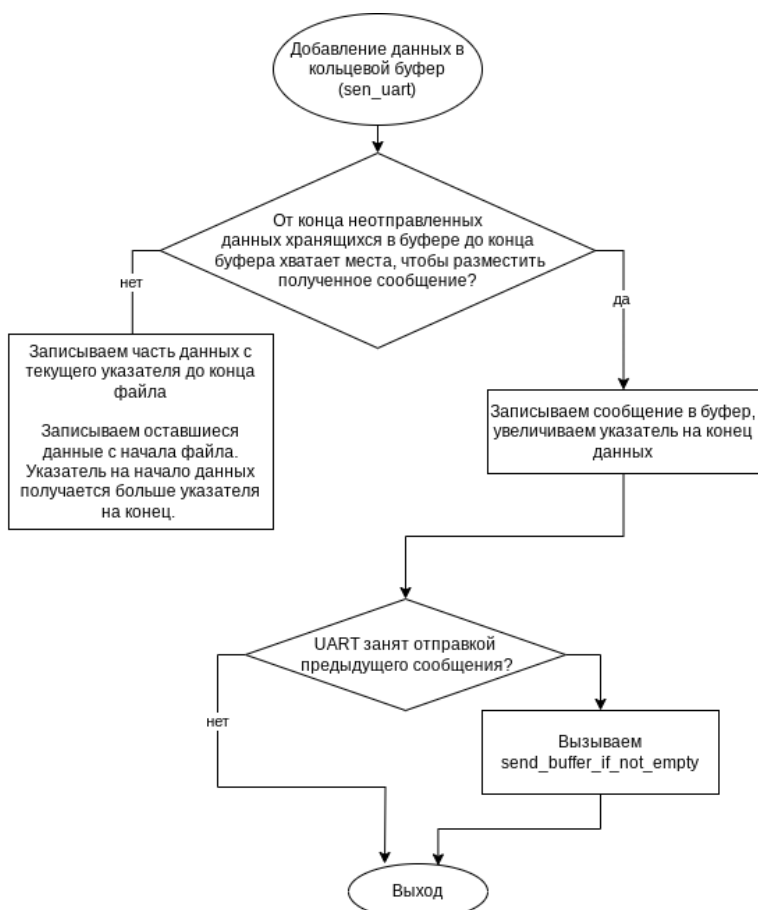 Добавление данных в
кольцевой буфер
(sen_uart)
От конца неотправленных
данных хранящихся в буфере до конца
буфера хватает места, чтобы разместить
полученное сообщение?
нет
да
Записываем часть данных с
текущего указателя до конца
файла
Записываем оставшиеся
данные с начала файла.
Указатель на начало данных
получается больше указателя
на конец.
Записываем сообщение в буфер,
увеличиваем указатель на конец
данных
UART занят отправкой
предыдущего сообщения?
нет
Вызываем
send_buffer_if_not_empty
Выход